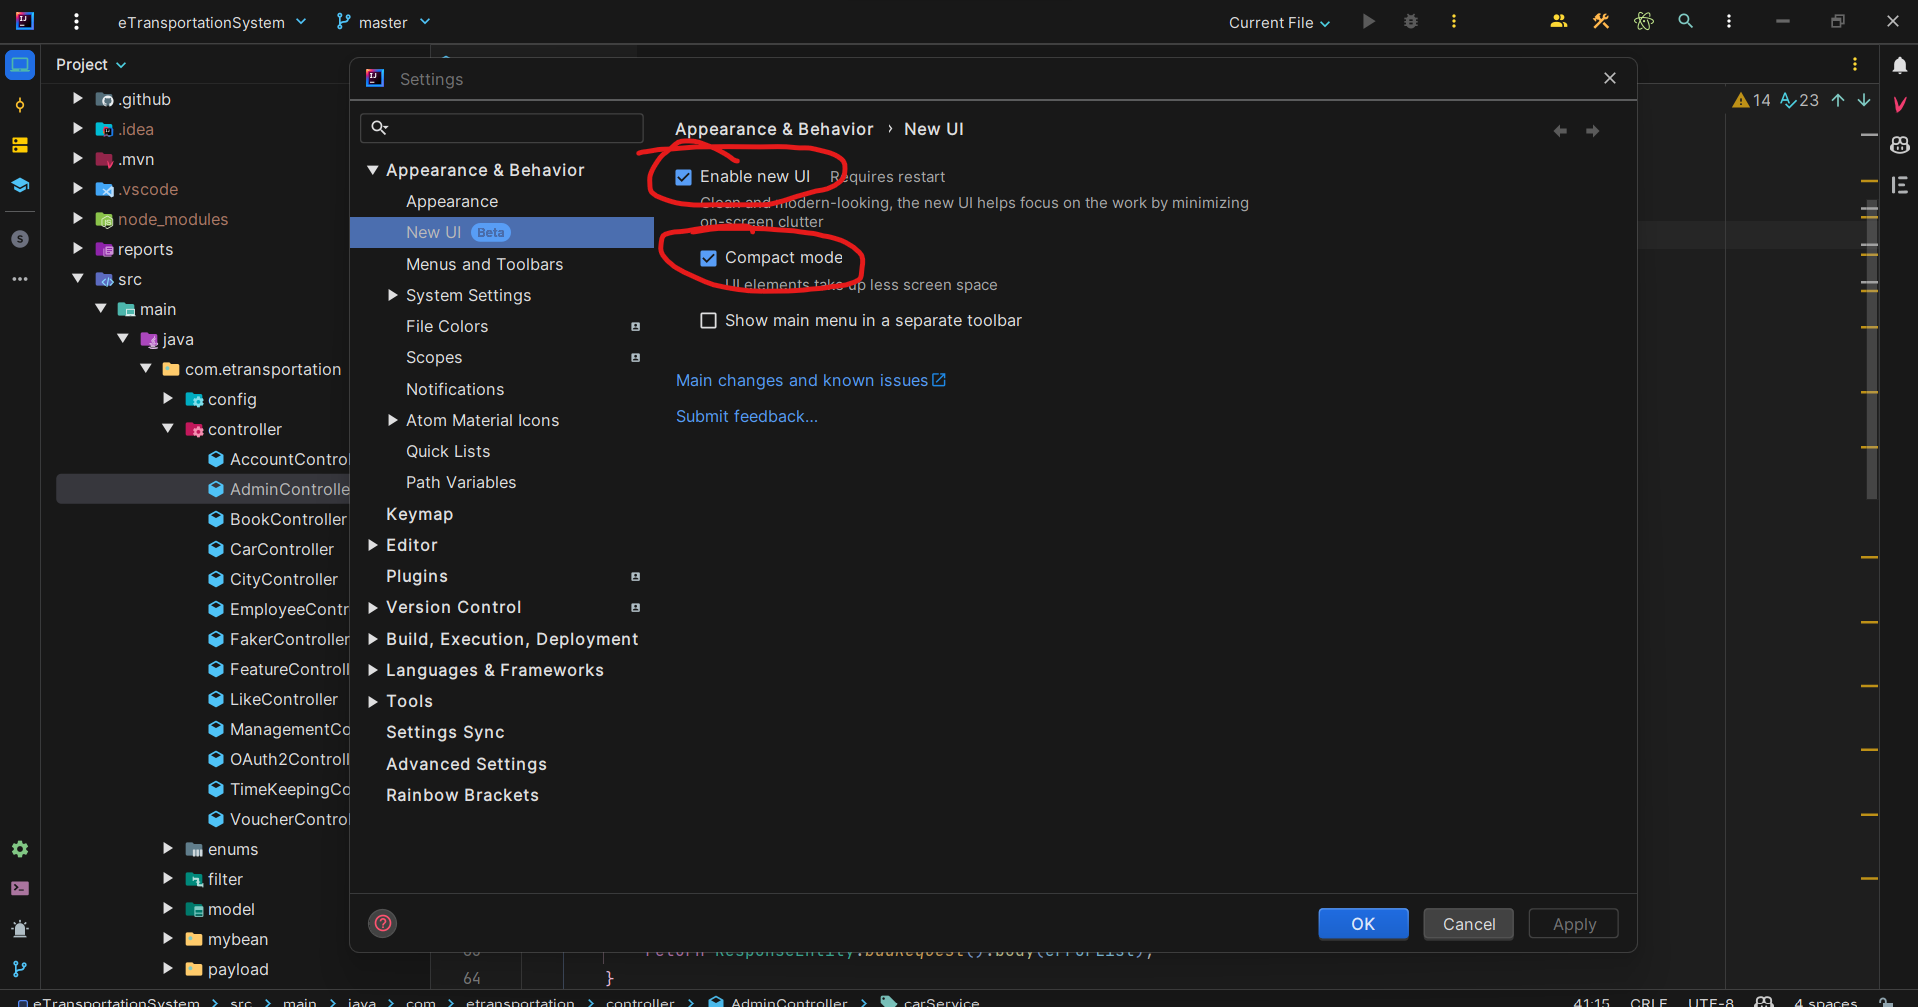 eTransportationSystem
master
Current File
Project
.github
.idea
.mvn
.vscode
node_modules
reports
src
main
java
com.etransportation
config
controller
AccountControl
AdminControlle
BookController
CarController
CityController
EmployeeContr
FakerController
FeatureControll
LikeController
ManagementCo
OAuth2Controll
TimeKeepingCo
VoucherControl
enums
filter
model
mybean
payload
Settings
Appearance & Behavior
Appearance
New UI Beta
Menus and Toolbars
System Settings
File Colors
Scopes
Notifications
Atom Material Icons
Quick Lists
Path Variables
Keymap
Editor
Plugins
Version Control
Build, Execution, Deployment
Languages & Frameworks
Tools
Settings Sync
Advanced Settings
Rainbow Brackets
Appearance & Behavior › New UI
Enable new UI Requires restart
Clean and modern-looking, the new UI helps focus on the work by minimizing
on-screen clutter
Compact mode
UI elements take up less screen space
Show main menu in a separate toolbar
Main changes and known issues
Submit feedback...
OK Cancel Apply
14 23
return ResponseEntity.badRequest().body(errorList);
64 }
eTransportationSystem > src > main > java > com > etransportation > controller > AdminController > carService
41:15 CRLF UTF-8 4 spaces